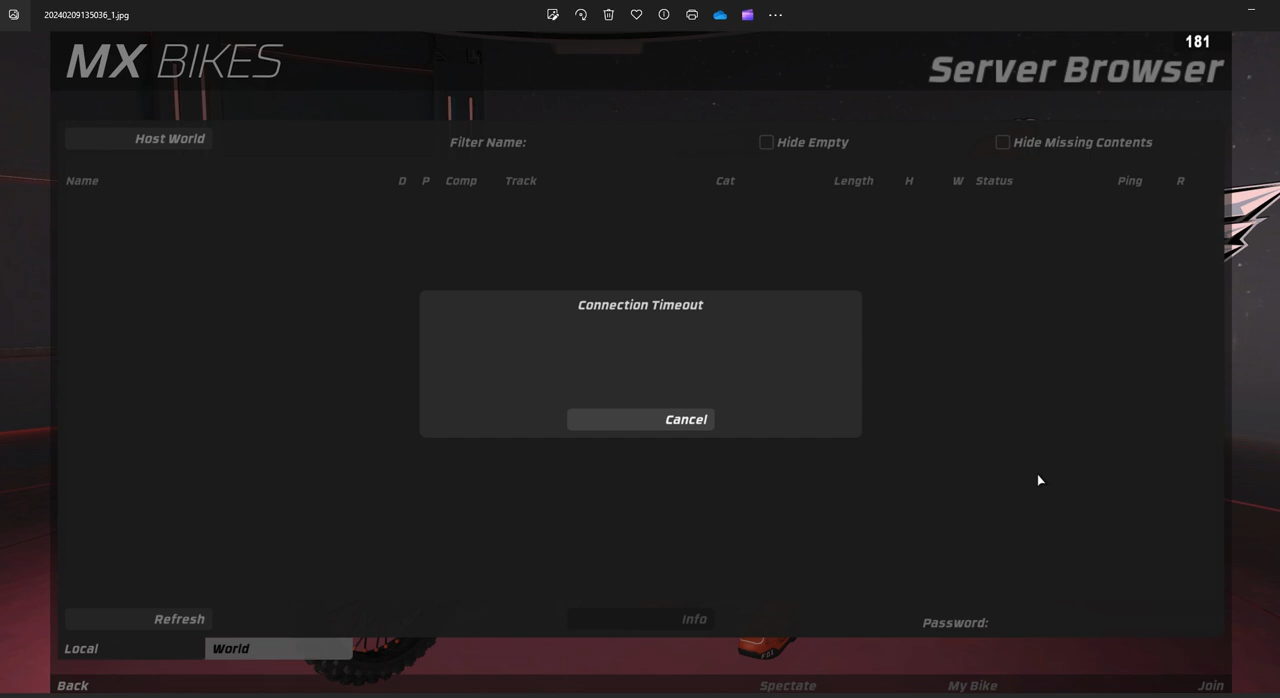 20240209135036_1.jpg
181
MX BIKES
Server Browser
Host World
Filter Name:
Hide Empty
Hide Missing Contents
Name D P Comp Track Cat Length H W Status Ping R
Connection Timeout
Cancel
Refresh
Info
Password:
Local
World
Back
Spectate
My Bike
Join